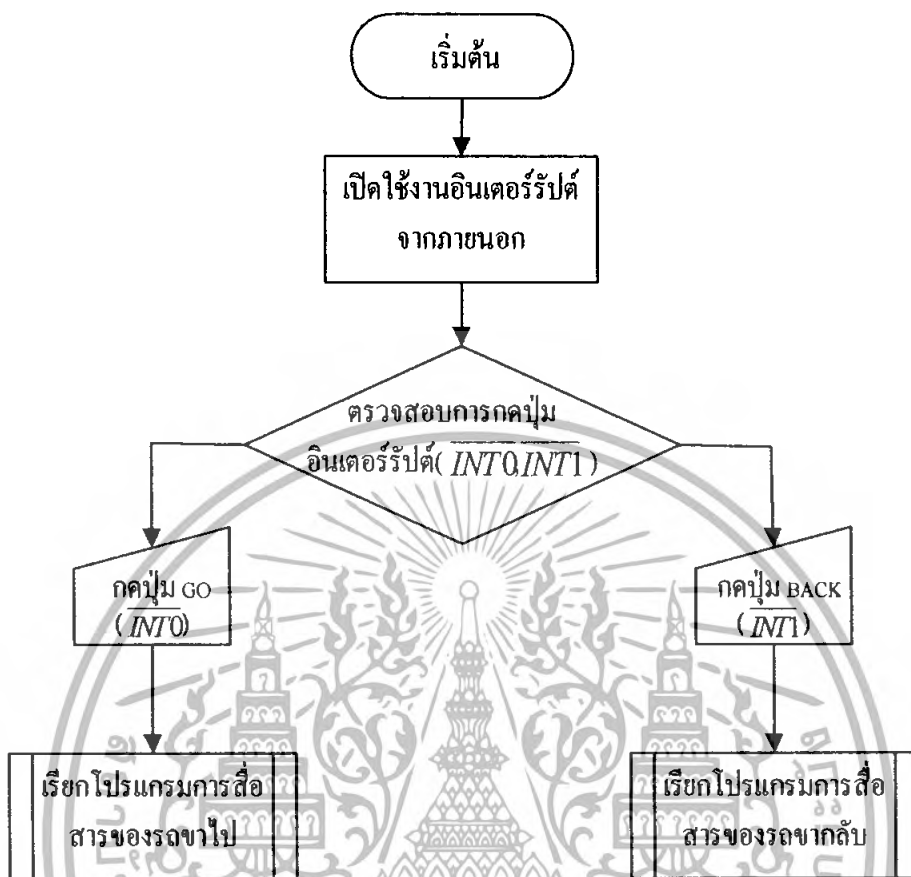 เริ่มต้น
เปิดใช้งานอินเตอร์รัปต์
จากภายนอก
ตรวจสอบการกดปุ่ม
อินเตอร์รัปต์( INT0,INT1 )
กดปุ่ม GO
( INT0)
กดปุ่ม BACK
( INT1)
เรียกโปรแกรมการสื่อ
สารของรถขาไป
เรียกโปรแกรมการสื่อ
สารของรถขากลับ